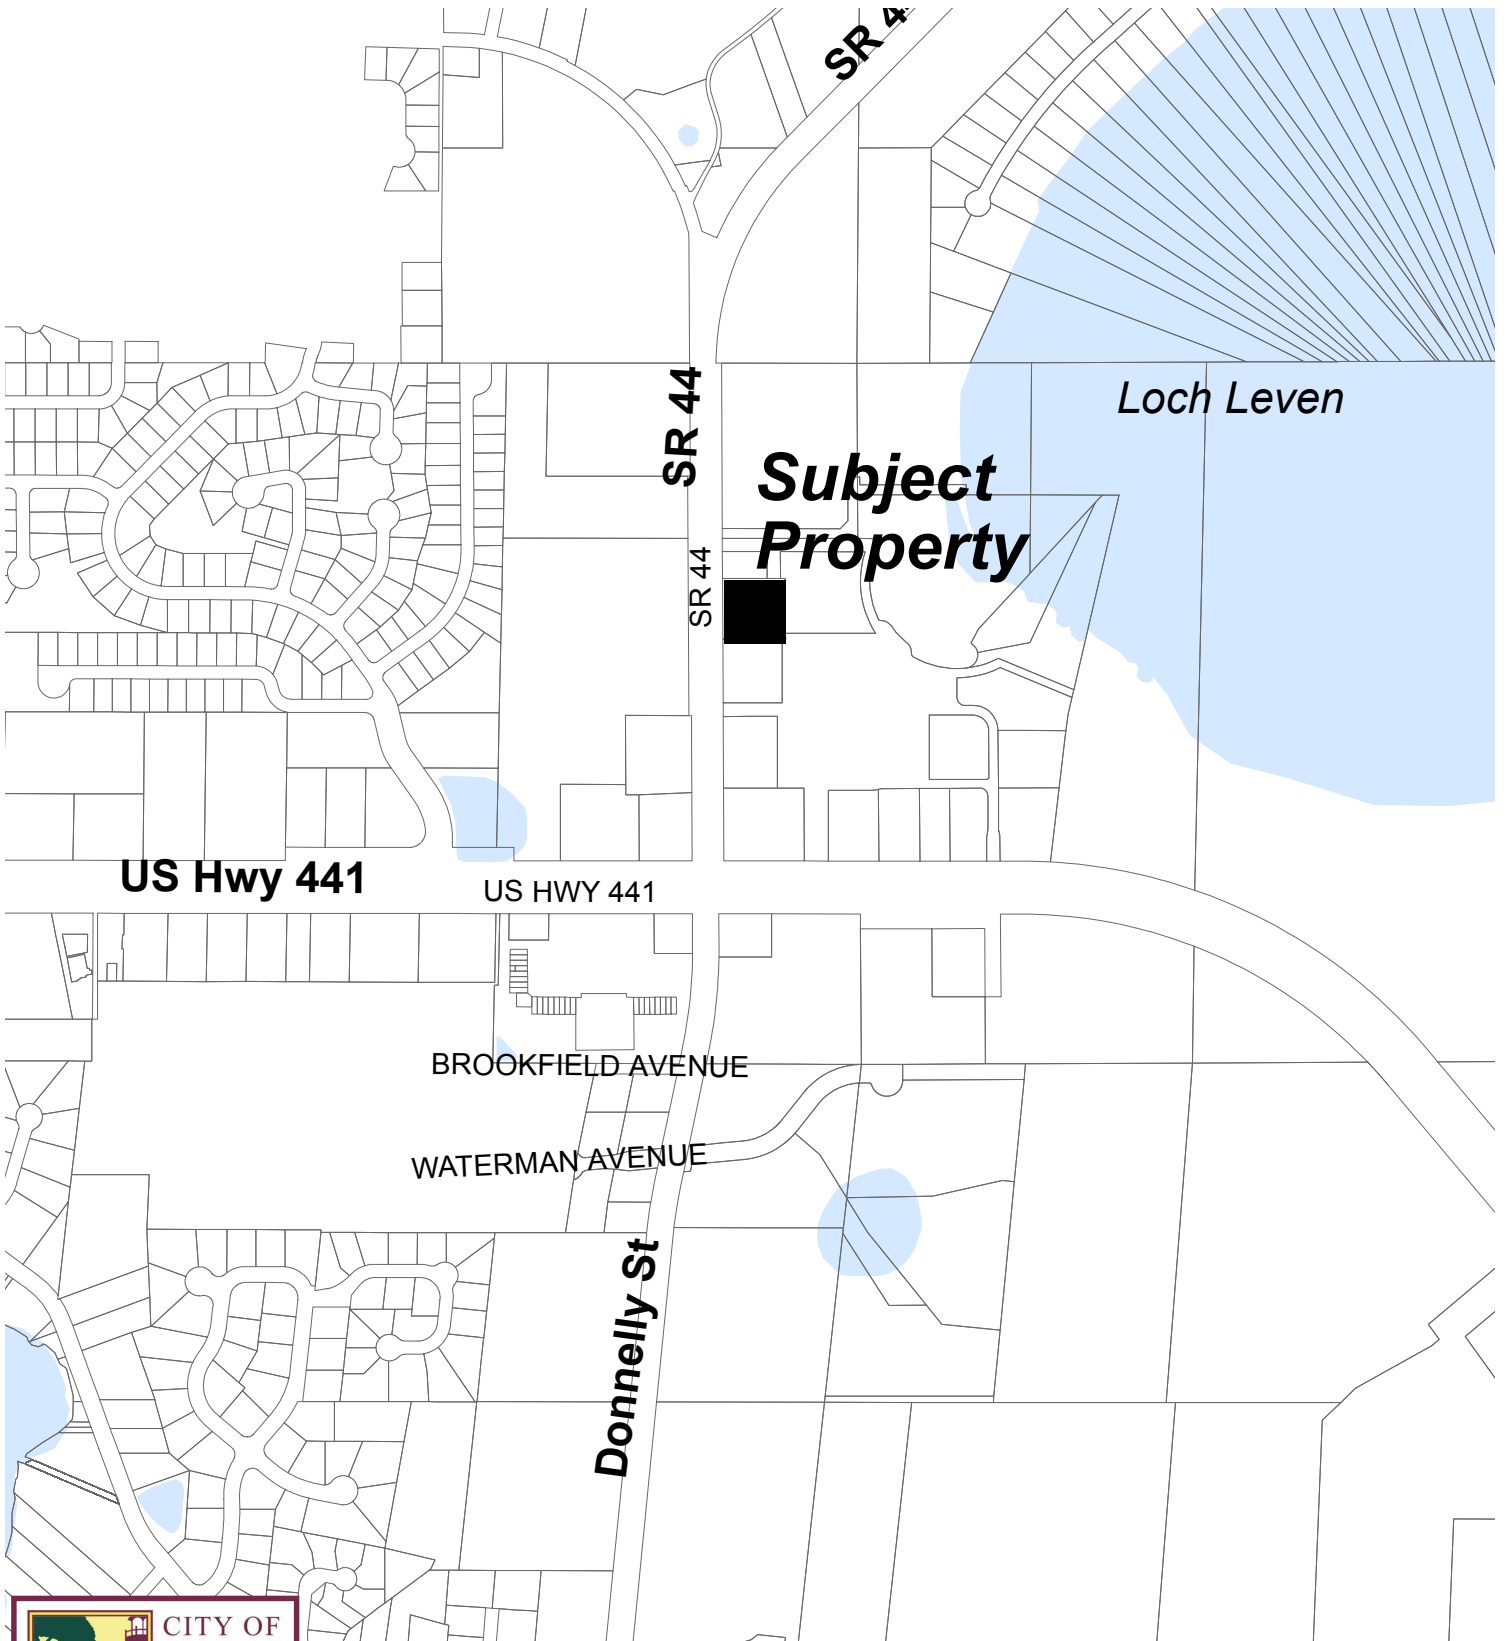 SR 4
Loch Leven
SR 44
Subject
Property
SR 44
US Hwy 441
US HWY 441
BROOKFIELD AVENUE
WATERMAN AVENUE
Donnelly St
CITY OF